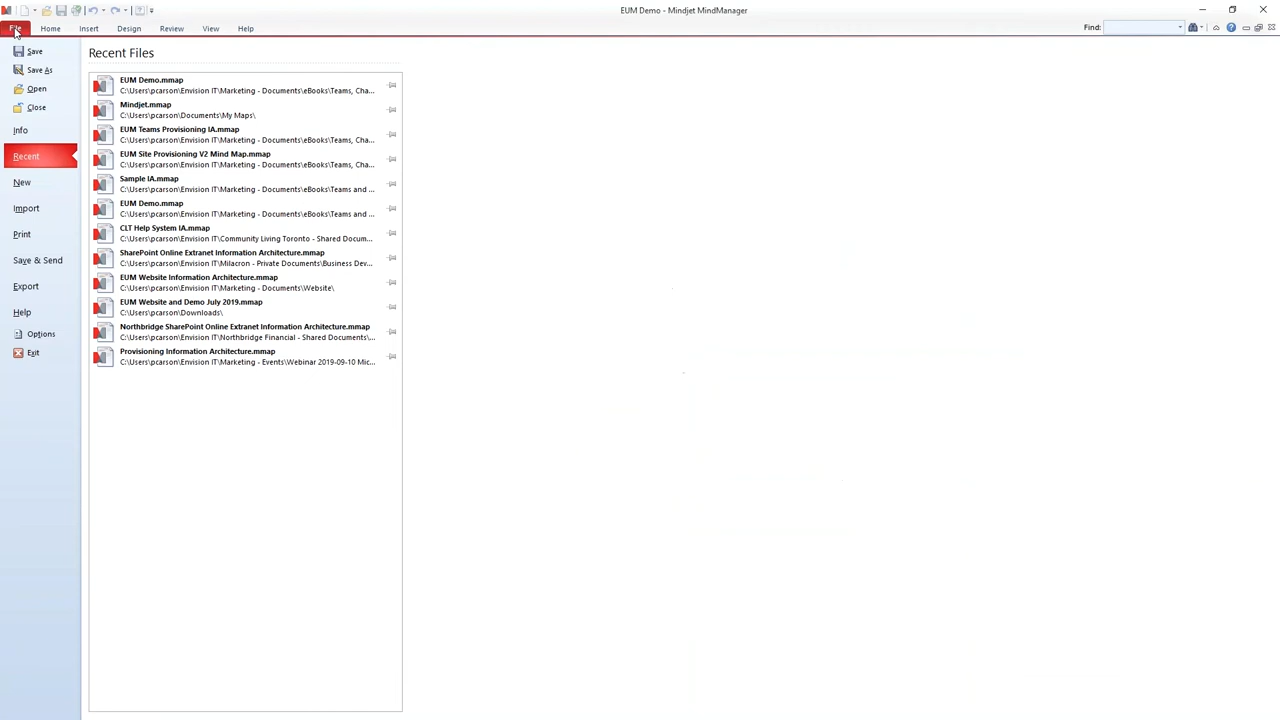 EUM Demo - Mindjet MindManager
File Home Insert Design Review View Help Find:
Save
Save As
Open
Close
Info
Recent
New
Import
Print
Save & Send
Export
Help
Options
Exit
Recent Files
EUM Demo.mmap
C:\Users\pcarson\Envision IT\Marketing - Documents\eBooks\Teams, Cha...
Mindjet.mmap
C:\Users\pcarson\Documents\My Maps\
EUM Teams Provisioning IA.mmap
C:\Users\pcarson\Envision IT\Marketing - Documents\eBooks\Teams, Cha...
EUM Site Provisioning V2 Mind Map.mmap
C:\Users\pcarson\Envision IT\Marketing - Documents\eBooks\Teams, Cha...
Sample IA.mmap
C:\Users\pcarson\Envision IT\Marketing - Documents\eBooks\Teams and ...
EUM Demo.mmap
C:\Users\pcarson\Envision IT\Marketing - Documents\eBooks\Teams and ...
CLT Help System IA.mmap
C:\Users\pcarson\Envision IT\Community Living Toronto - Shared Docum...
SharePoint Online Extranet Information Architecture.mmap
C:\Users\pcarson\Envision IT\Milacron - Private Documents\Business Dev...
EUM Website Information Architecture.mmap
C:\Users\pcarson\Envision IT\Marketing - Documents\Website\
EUM Website and Demo July 2019.mmap
C:\Users\pcarson\Downloads\
Northbridge SharePoint Online Extranet Information Architecture.mmap
C:\Users\pcarson\Envision IT\Northbridge Financial - Shared Documents\...
Provisioning Information Architecture.mmap
C:\Users\pcarson\Envision IT\Marketing - Events\Webinar 2019-09-10 Mic...